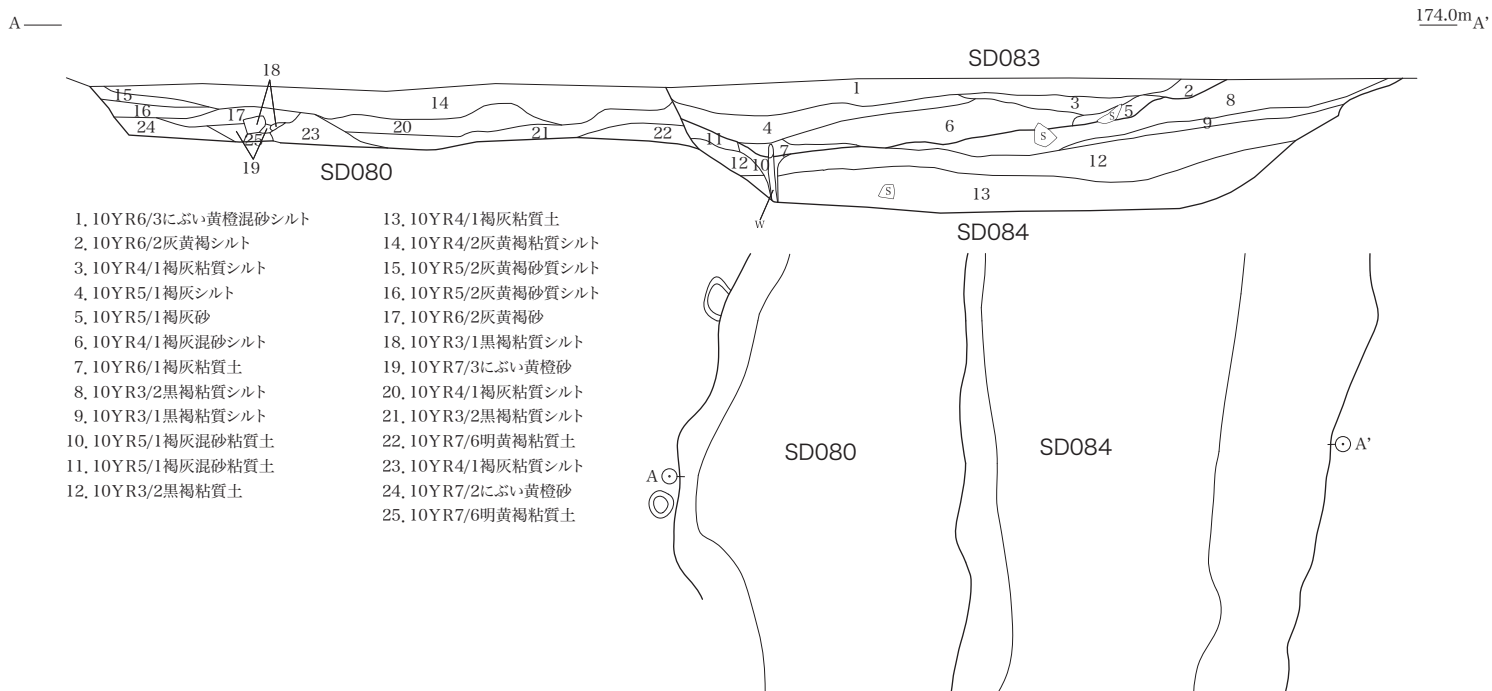 A
174.0m A'
SD083
18
15
14
1
2
8
16
17
3
5
S
9
24
23
20
21
22
4
6
S
25
11
7
12
10
12
19
SD080
S
13
W
SD084
1. 10YR6/3にぶい黄橙混砂シルト
2. 10YR6/2灰黄褐シルト
3. 10YR4/1褐灰粘質シルト
4. 10YR5/1褐灰シルト
5. 10YR5/1褐灰砂
6. 10YR4/1褐灰混砂シルト
7. 10YR6/1褐灰粘質土
8. 10YR3/2黒褐粘質シルト
9. 10YR3/1黒褐粘質シルト
10. 10YR5/1褐灰混砂粘質土
11. 10YR5/1褐灰混砂粘質土
12. 10YR3/2黒褐粘質土
13. 10YR4/1褐灰粘質土
14. 10YR4/2灰黄褐粘質シルト
15. 10YR5/2灰黄褐砂質シルト
16. 10YR5/2灰黄褐砂質シルト
17. 10YR6/2灰黄褐砂
18. 10YR3/1黒褐粘質シルト
19. 10YR7/3にぶい黄橙砂
20. 10YR4/1褐灰粘質シルト
21. 10YR3/2黒褐粘質シルト
22. 10YR7/6明黄褐粘質土
23. 10YR4/1褐灰粘質シルト
24. 10YR7/2にぶい黄橙砂
25. 10YR7/6明黄褐粘質土
SD080
SD084
A
A'